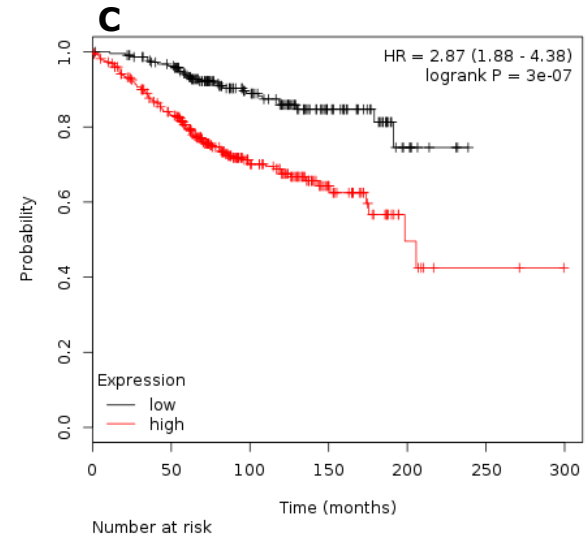 C
HR = 2.87 (1.88 - 4.38)
logrank P = 3e-07
1.0
0.8
0.6
0.4
0.2
0.0
Probability
Expression
low
high
0 50 100 150 200 250 300
Time (months)
Number at risk